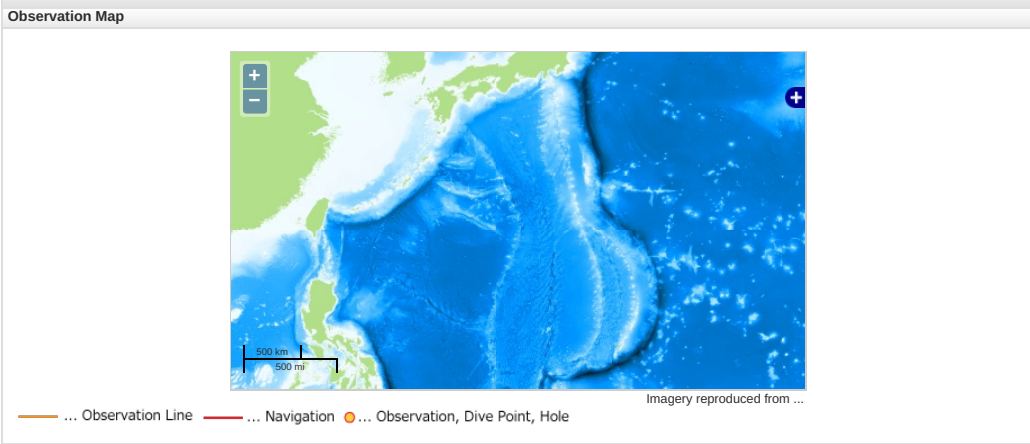 Observation Map
+
−
+
500 km
500 mi
Imagery reproduced from ...
... Observation Line ... Navigation ... Observation, Dive Point, Hole